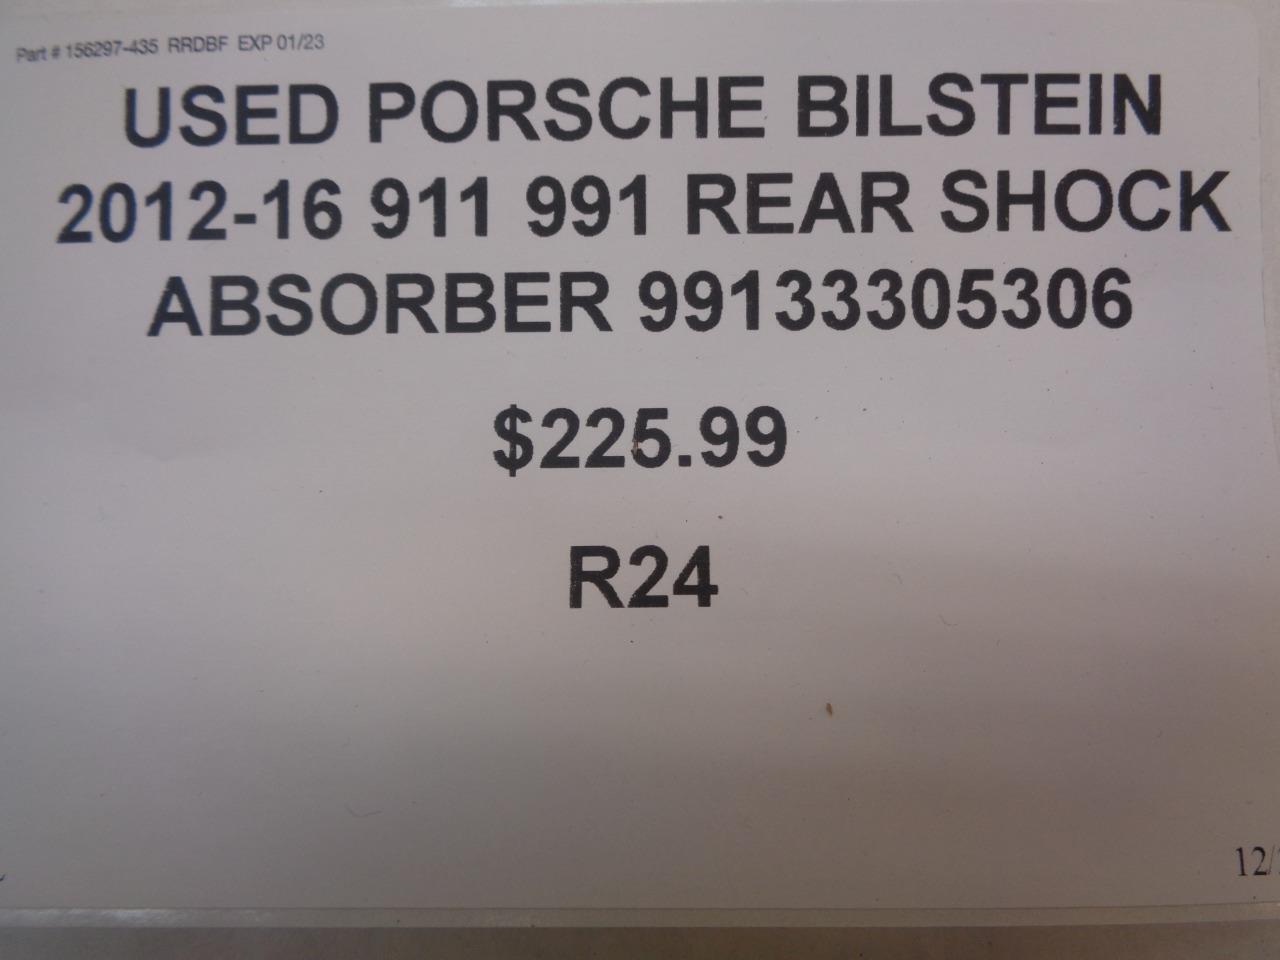 Part # 156297-435 RRDBF EXP 01/23
USED PORSCHE BILSTEIN
2012-16 911 991 REAR SHOCK
ABSORBER 99133305306
$225.99
R24
12/